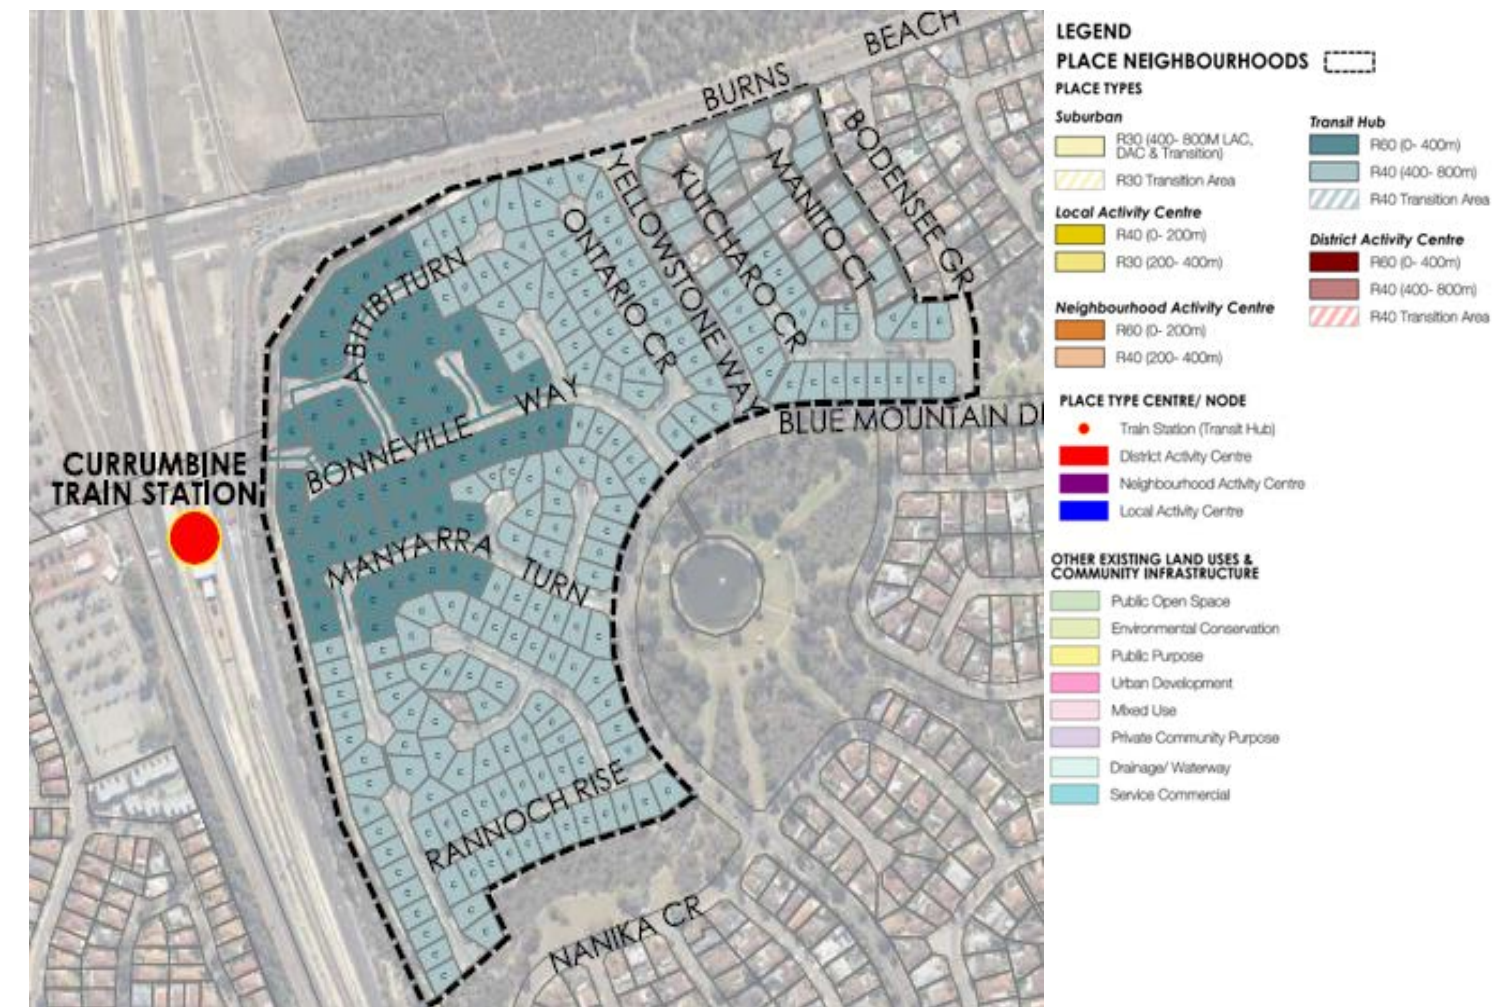 BURNS BEACH
BODENSEE GR
YELLOWSTONE WAY
KUTCHARO CR
MANITO CT
ONTARIO CR
ABITIBI TURN
BONNEVILLE WAY
BLUE MOUNTAIN D
CURRUMBINE
TRAIN STATION
MANYARRA TURN
RANNOCH RISE
NANIKA CR
LEGEND
PLACE NEIGHBOURHOODS
PLACE TYPES
Suburban
R30 (400- 800M LAC,
DAC & Transition)
R30 Transition Area
Local Activity Centre
R40 (0- 200m)
R30 (200- 400m)
Neighbourhood Activity Centre
R60 (0- 200m)
R40 (200- 400m)
Transit Hub
R60 (0- 400m)
R40 (400- 800m)
R40 Transition Area
District Activity Centre
R60 (0- 400m)
R40 (400- 800m)
R40 Transition Area
PLACE TYPE CENTRE/ NODE
Train Station (Transit Hub)
District Activity Centre
Neighbourhood Activity Centre
Local Activity Centre
OTHER EXISTING LAND USES &
COMMUNITY INFRASTRUCTURE
Public Open Space
Environmental Conservation
Public Purpose
Urban Development
Mixed Use
Private Community Purpose
Drainage/ Waterway
Service Commercial